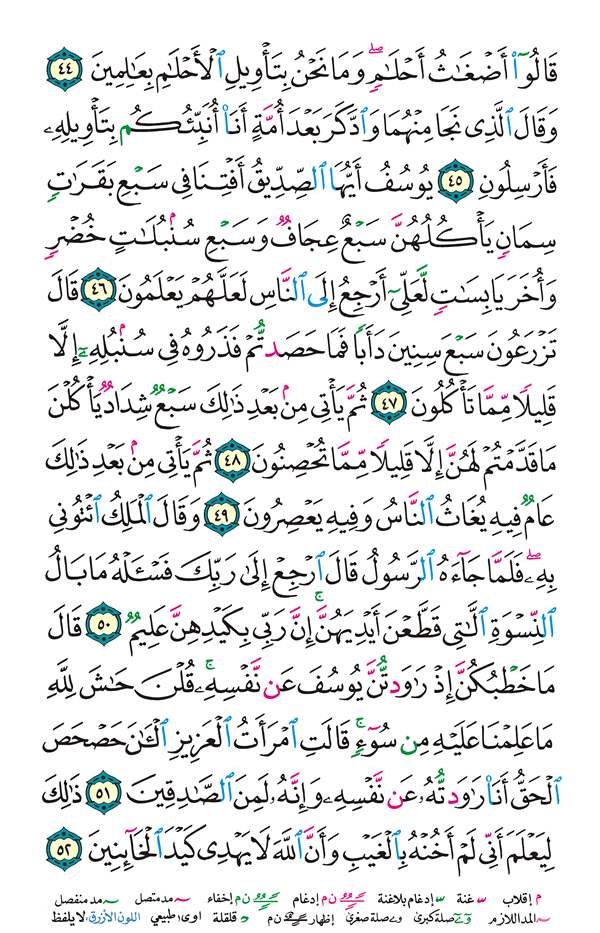 قَالُوٓا۟ أَضْغَـٰثُ أَحْلَـٰمٍۢ ۖ وَمَا نَحْنُ بِتَأْوِيلِ ٱلْأَحْلَـٰمِ بِعَـٰلِمِينَ ٤٤
وَقَالَ ٱلَّذِى نَجَا مِنْهُمَا وَٱدَّكَرَ بَعْدَ أُمَّةٍ أَنَا۠ أُنَبِّئُكُم بِتَأْوِيلِهِۦ
فَأَرْسِلُونِ ٤٥ يُوسُفُ أَيُّهَا ٱلصِّدِّيقُ أَفْتِنَا فِى سَبْعِ بَقَرَٰتٍۢ
سِمَانٍۢ يَأْكُلُهُنَّ سَبْعٌ عِجَافٌۭ وَسَبْعِ سُنۢبُلَـٰتٍ خُضْرٍۢ
وَأُخَرَ يَابِسَـٰتٍۢ لَّعَلِّىٓ أَرْجِعُ إِلَى ٱلنَّاسِ لَعَلَّهُمْ يَعْلَمُونَ ٤٦ قَالَ
تَزْرَعُونَ سَبْعَ سِنِينَ دَأَبًۭا فَمَا حَصَدتُّمْ فَذَرُوهُ فِى سُنۢبُلِهِۦٓ إِلَّا
قَلِيلًۭا مِّمَّا تَأْكُلُونَ ٤٧ ثُمَّ يَأْتِى مِنۢ بَعْدِ ذَٰلِكَ سَبْعٌۭ شِدَادٌۭ يَأْكُلْنَ
مَا قَدَّمْتُمْ لَهُنَّ إِلَّا قَلِيلًۭا مِّمَّا تُحْصِنُونَ ٤٨ ثُمَّ يَأْتِى مِنۢ بَعْدِ ذَٰلِكَ
عَامٌۭ فِيهِ يُغَاثُ ٱلنَّاسُ وَفِيهِ يَعْصِرُونَ ٤٩ وَقَالَ ٱلْمَلِكُ ٱئْتُونِى
بِهِۦ ۖ فَلَمَّا جَآءَهُ ٱلرَّسُولُ قَالَ ٱرْجِعْ إِلَىٰ رَبِّكَ فَسْـَٔلْهُ مَا بَالُ
ٱلنِّسْوَةِ ٱلَّـٰتِى قَطَّعْنَ أَيْدِيَهُنَّ ۚ إِنَّ رَبِّى بِكَيْدِهِنَّ عَلِيمٌۭ ٥٠ قَالَ
مَا خَطْبُكُنَّ إِذْ رَٰوَدتُّنَّ يُوسُفَ عَن نَّفْسِهِۦ ۚ قُلْنَ حَـٰشَ لِلَّهِ
مَا عَلِمْنَا عَلَيْهِ مِن سُوٓءٍۢ ۚ قَالَتِ ٱمْرَأَتُ ٱلْعَزِيزِ ٱلْـَٔـٰنَ حَصْحَصَ
ٱلْحَقُّ أَنَا۠ رَٰوَدتُّهُۥ عَن نَّفْسِهِۦ وَإِنَّهُۥ لَمِنَ ٱلصَّـٰدِقِينَ ٥١ ذَٰلِكَ
لِيَعْلَمَ أَنِّى لَمْ أَخُنْهُ بِٱلْغَيْبِ وَأَنَّ ٱللَّهَ لَا يَهْدِى كَيْدَ ٱلْخَآئِنِينَ ٥٢
م إقلاب غنة إدغام بلاغنة ن م إدغام ن م إخفاء مد متصل مد منفصل
المد اللازم صلة كبرى صلة صغرى إظهار ن م قلقلة اوى طبيعي اللون الأزرق: لا يلفظ